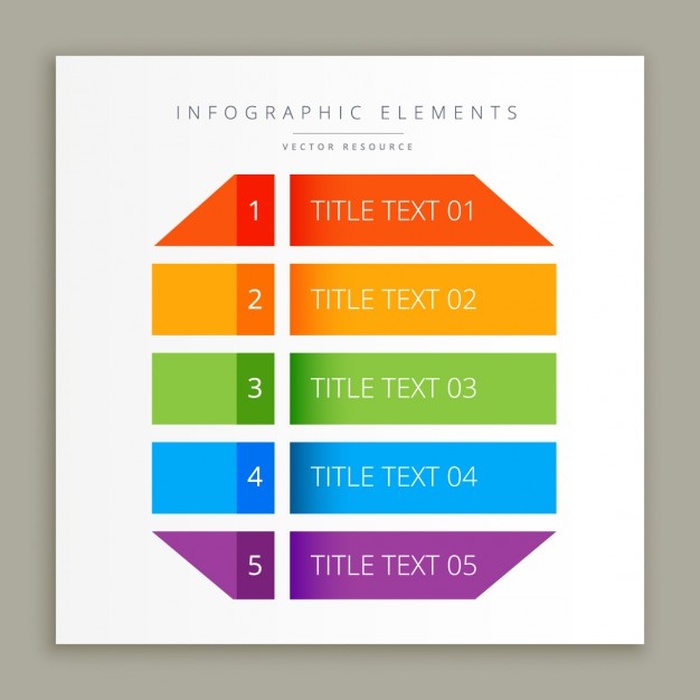 INFOGRAPHIC ELEMENTS
VECTOR RESOURCE
1 TITLE TEXT 01
2 TITLE TEXT 02
3 TITLE TEXT 03
4 TITLE TEXT 04
5 TITLE TEXT 05